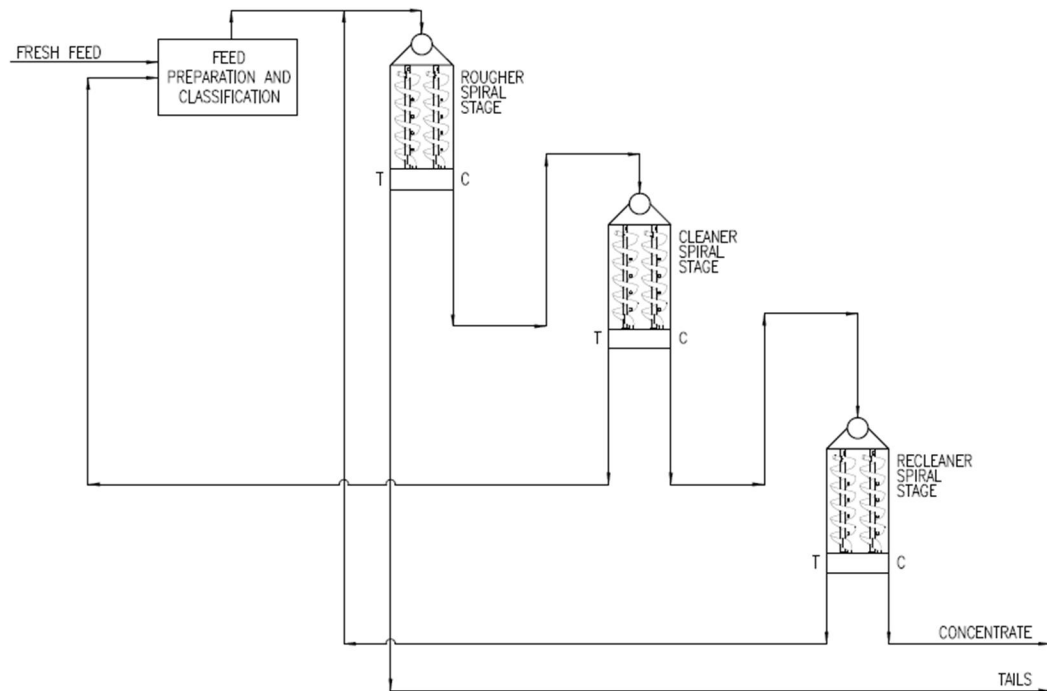 FRESH FEED
FEED
PREPARATION AND
CLASSIFICATION
ROUGHER
SPIRAL
STAGE
T
C
CLEANER
SPIRAL
STAGE
T
C
RECLEANER
SPIRAL
STAGE
T
C
CONCENTRATE
TAILS